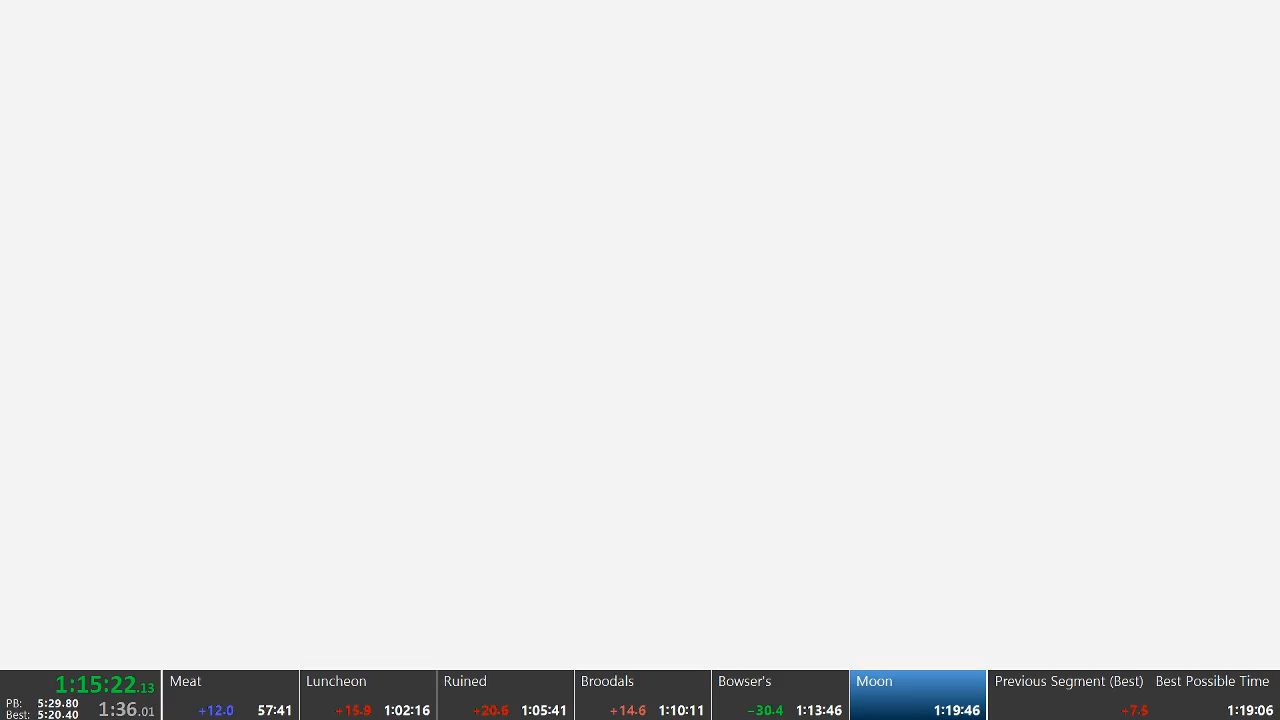 1:15:22.13
PB: 5:29.80
Best: 5:20.40
1:36.01
Meat
+12.0 57:41
Luncheon
+15.9 1:02:16
Ruined
+20.6 1:05:41
Broodals
+14.6 1:10:11
Bowser's
−30.4 1:13:46
Moon
1:19:46
Previous Segment (Best)
+7.5
Best Possible Time
1:19:06